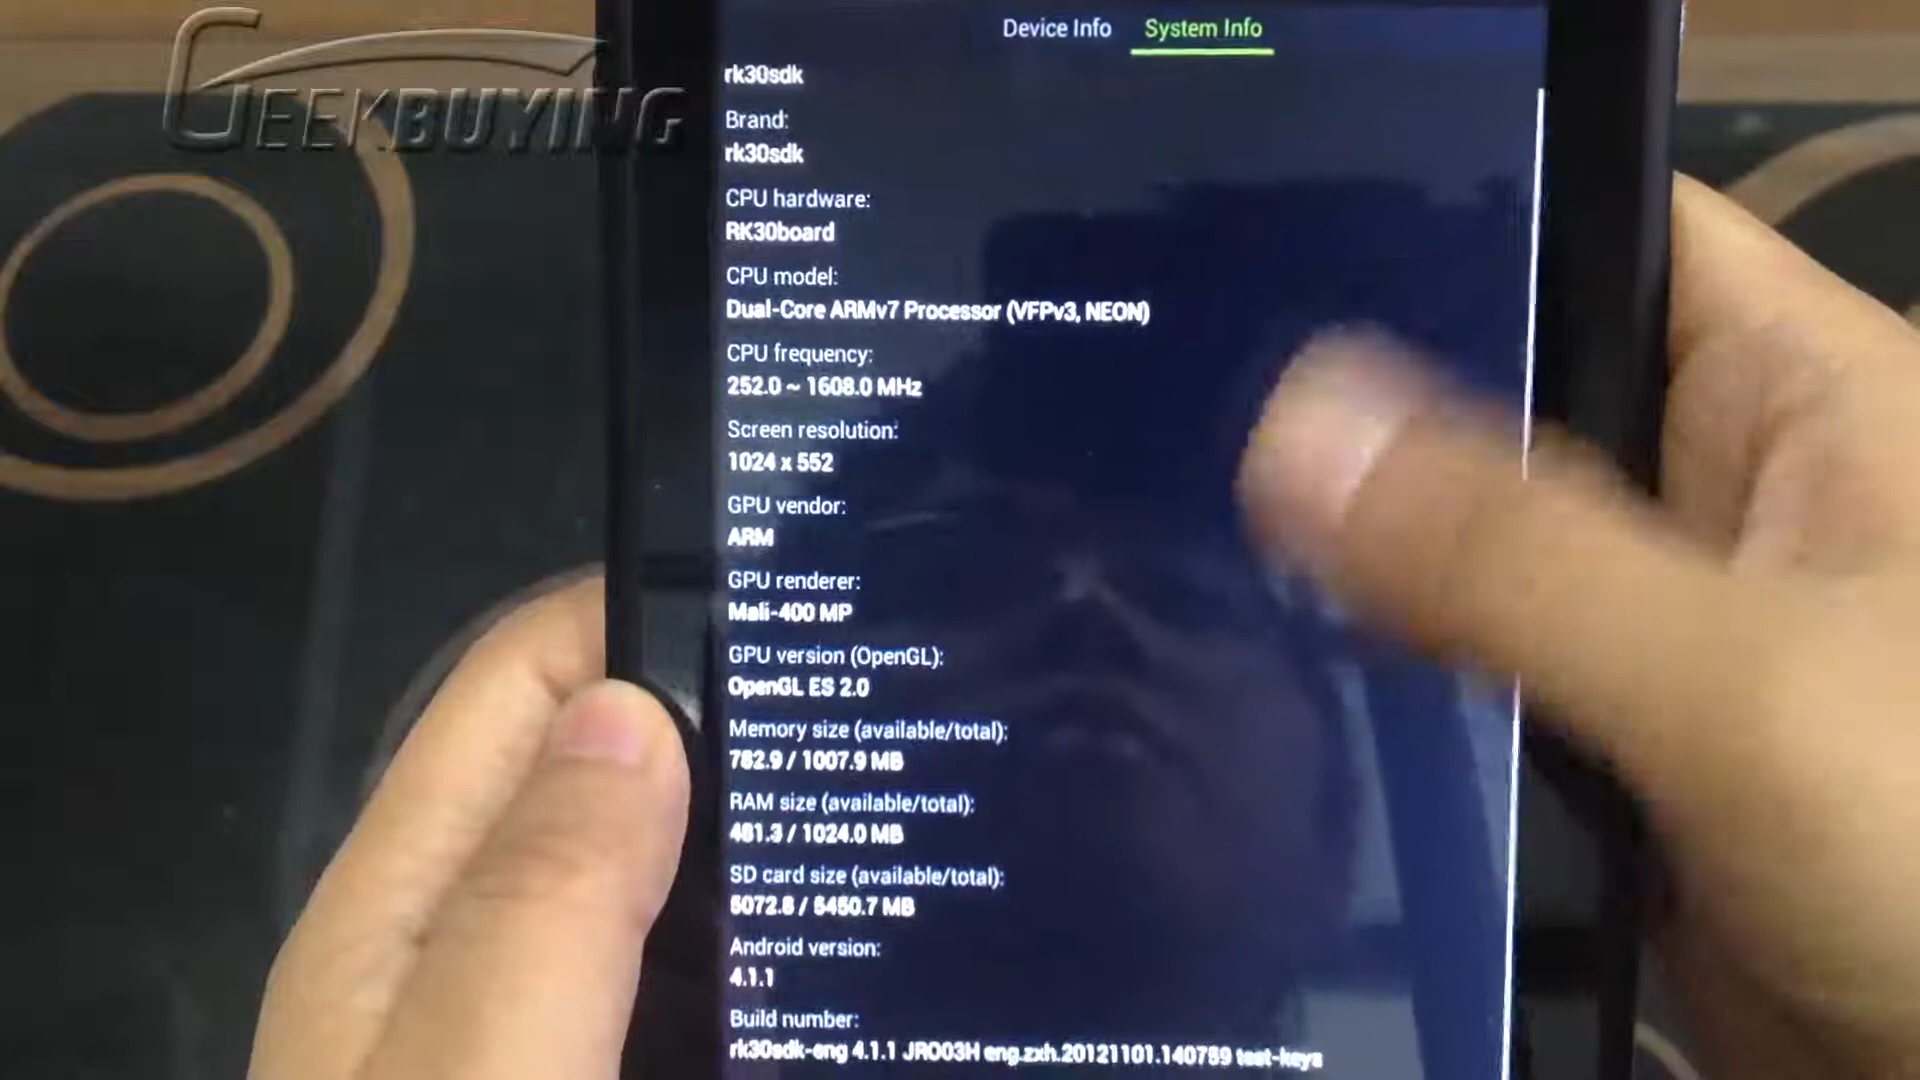 GEEKBUYING
Device Info System Info
rk30sdk
Brand:
rk30sdk
CPU hardware:
RK30board
CPU model:
Dual-Core ARMv7 Processor (VFPv3, NEON)
CPU frequency:
252.0 ~ 1608.0 MHz
Screen resolution:
1024 x 552
GPU vendor:
ARM
GPU renderer:
Mali-400 MP
GPU version (OpenGL):
OpenGL ES 2.0
Memory size (available/total):
782.9 / 1007.9 MB
RAM size (available/total):
481.3 / 1024.0 MB
SD card size (available/total):
5072.8 / 5450.7 MB
Android version:
4.1.1
Build number:
rk30sdk-eng 4.1.1 JRO03H eng.zxh.20121101.140759 test-keys